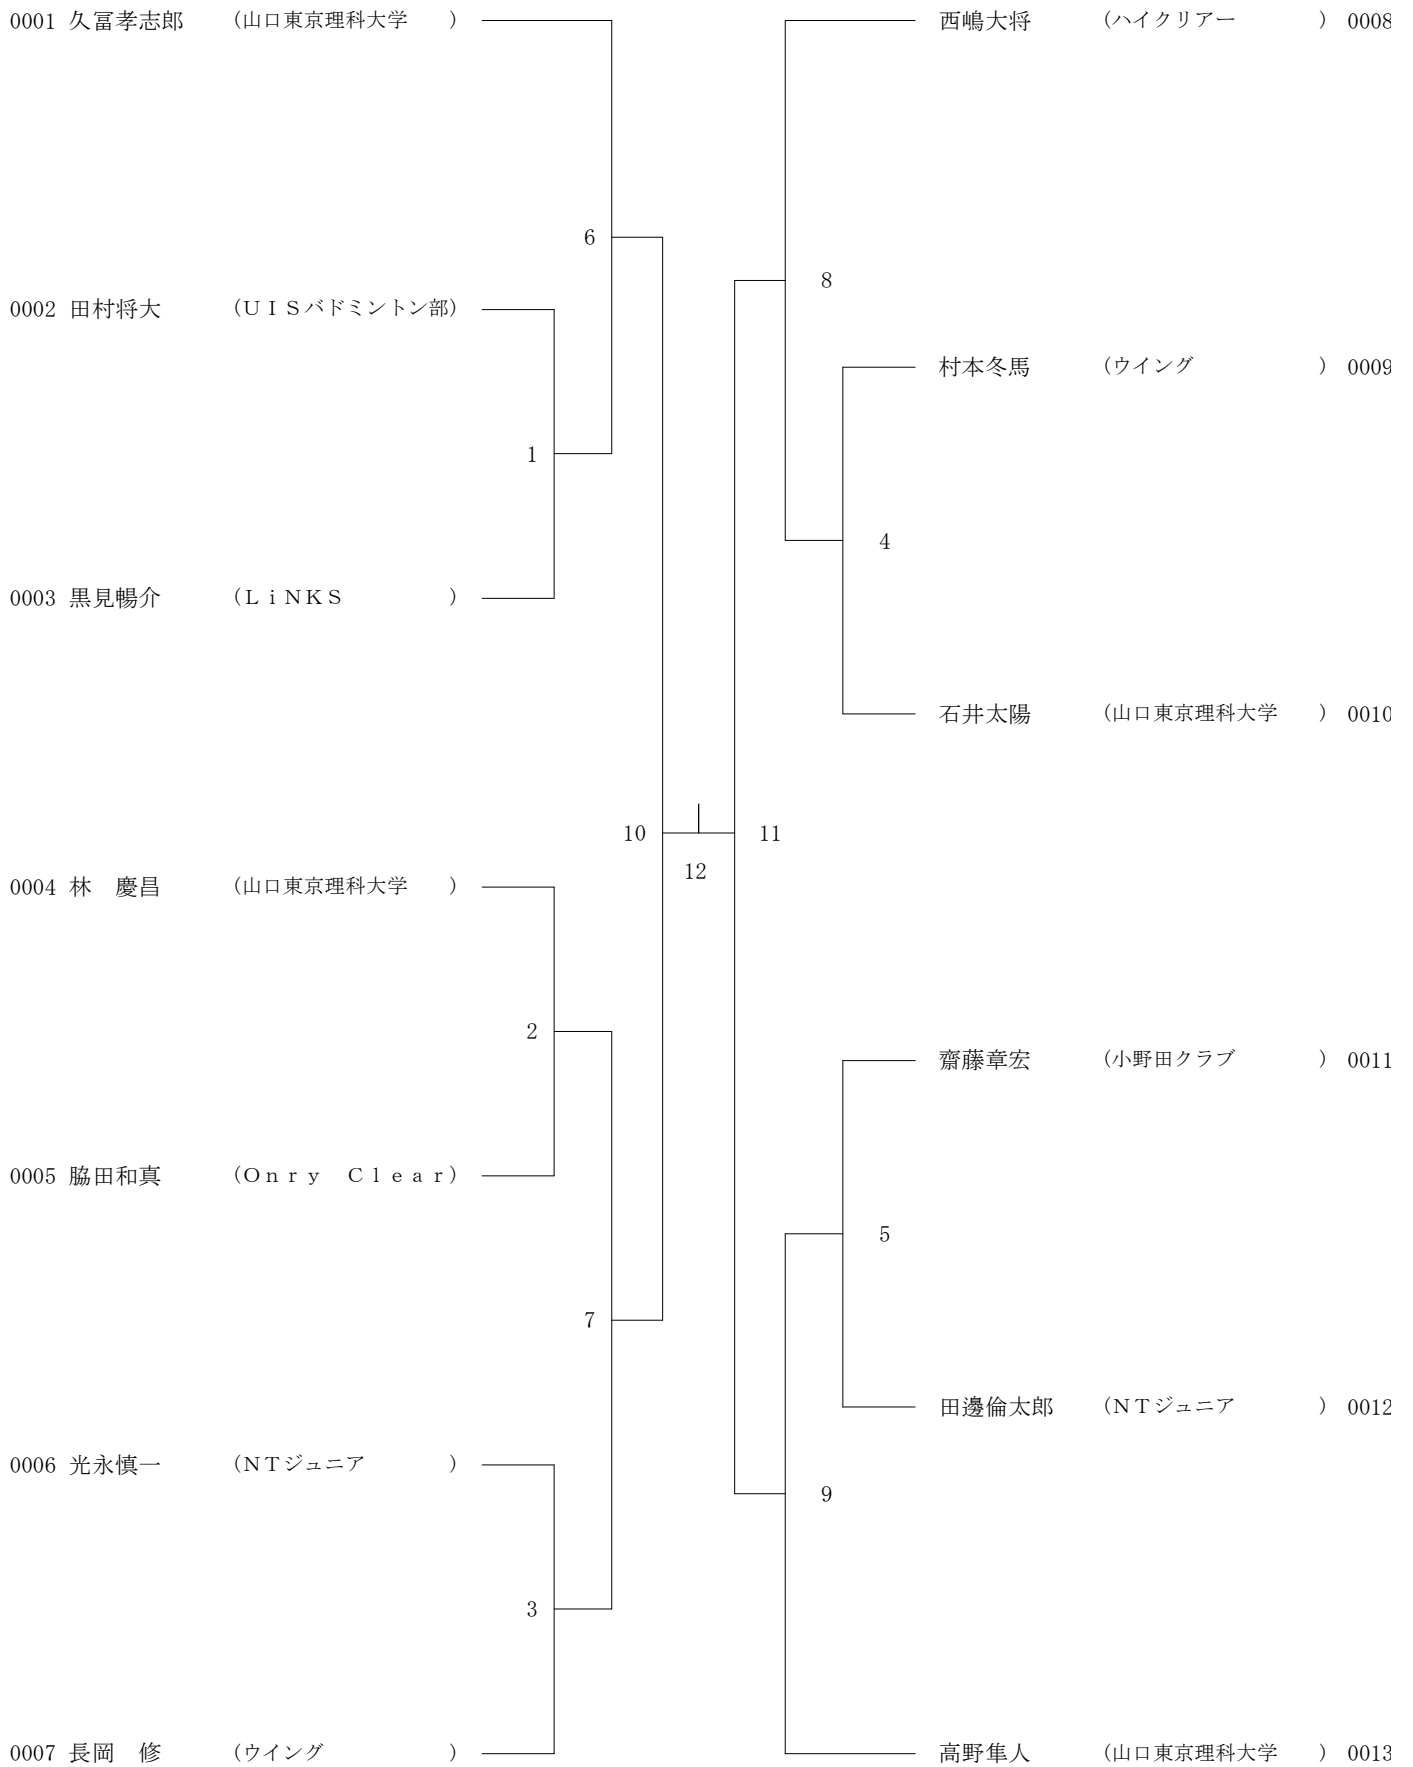 0001 久冨孝志郎 （山口東京理科大学　　）
6
0002 田村将大 （ＵＩＳバドミントン部）
1
0003 黒見暢介 （ＬｉＮＫＳ　　　　　）
10
0004 林　慶昌 （山口東京理科大学　　）
2
0005 脇田和真 （Ｏｎｒｙ　Ｃｌｅａｒ）
7
0006 光永慎一 （ＮＴジュニア　　　　）
3
0007 長岡　修 （ウイング　　　　　　）
12
西嶋大将 （ハイクリアー　　　　） 0008
8
村本冬馬 （ウイング　　　　　　） 0009
4
石井太陽 （山口東京理科大学　　） 0010
11
齋藤章宏 （小野田クラブ　　　　） 0011
5
田邊倫太郎 （ＮＴジュニア　　　　） 0012
9
高野隼人 （山口東京理科大学　　） 0013